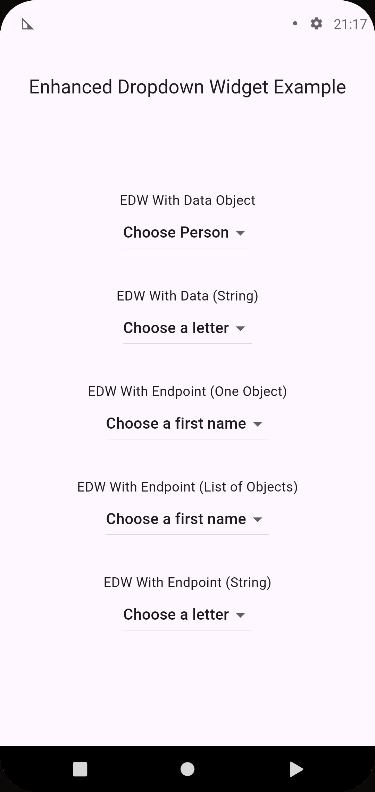 21:17
Enhanced Dropdown Widget Example
EDW With Data Object
Choose Person
EDW With Data (String)
Choose a letter
EDW With Endpoint (One Object)
Choose a first name
EDW With Endpoint (List of Objects)
Choose a first name
EDW With Endpoint (String)
Choose a letter